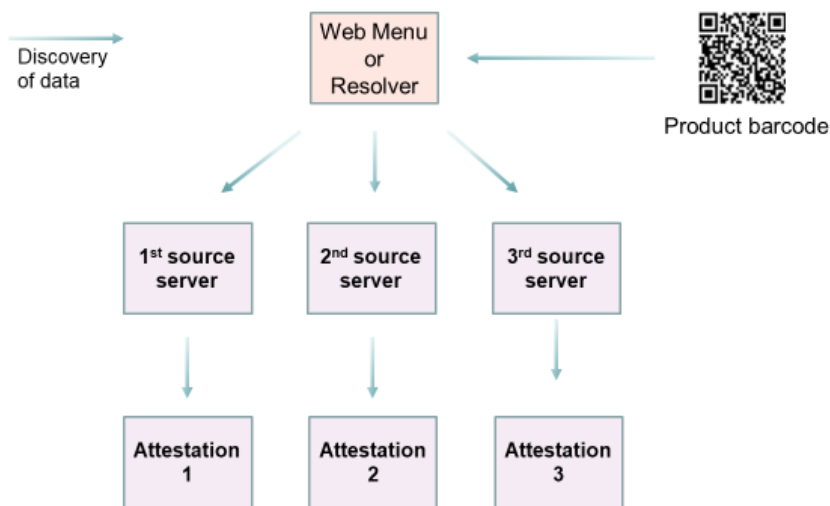 Discovery
of data
Web Menu
or
Resolver
Product barcode
1st source
server
2nd source
server
3rd source
server
Attestation
1
Attestation
2
Attestation
3